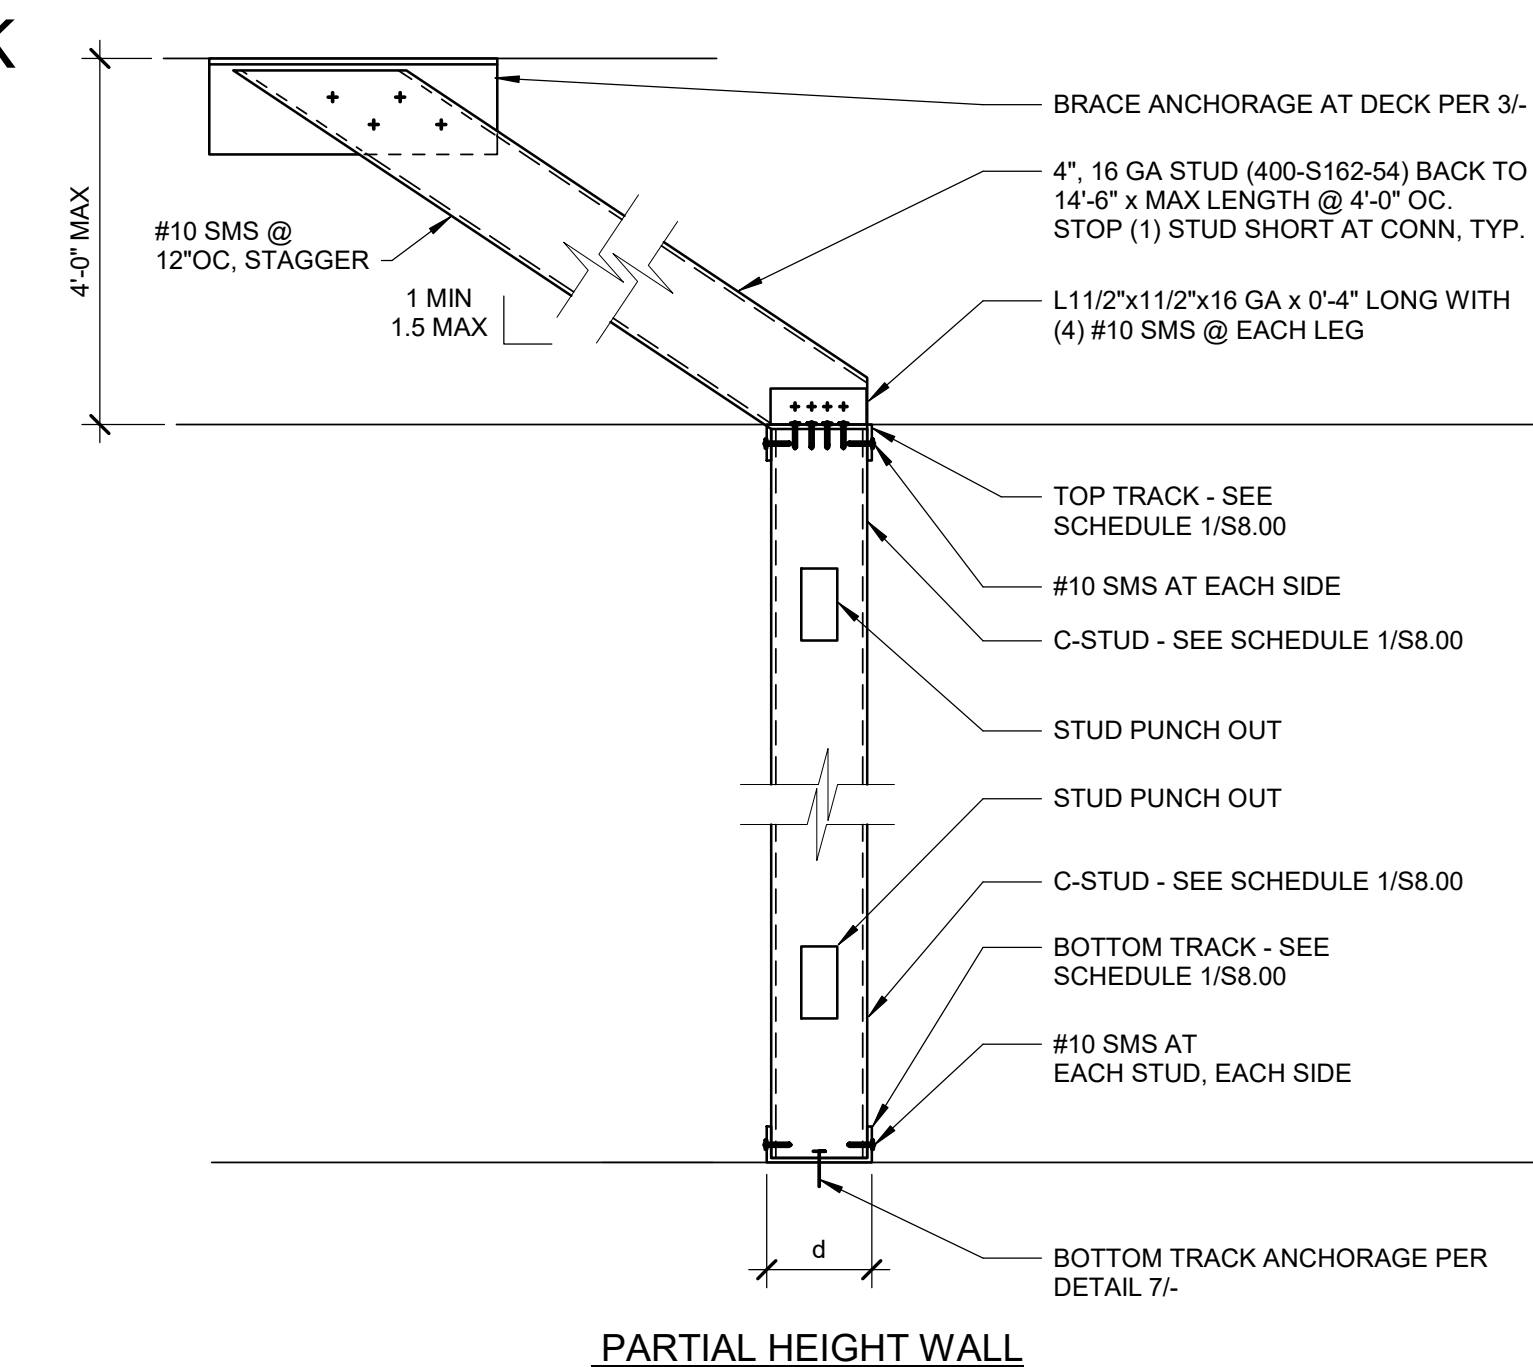 K
BRACE ANCHORAGE AT DECK PER 3/-
4", 16 GA STUD (400-S162-54) BACK TO
14'-6" x MAX LENGTH @ 4'-0" OC.
STOP (1) STUD SHORT AT CONN, TYP.
4'-0" MAX
#10 SMS @
12"OC, STAGGER
1 MIN
1.5 MAX
L11/2"x11/2"x16 GA x 0'-4" LONG WITH
(4) #10 SMS @ EACH LEG
TOP TRACK - SEE
SCHEDULE 1/S8.00
#10 SMS AT EACH SIDE
C-STUD - SEE SCHEDULE 1/S8.00
STUD PUNCH OUT
STUD PUNCH OUT
C-STUD - SEE SCHEDULE 1/S8.00
BOTTOM TRACK - SEE
SCHEDULE 1/S8.00
#10 SMS AT
EACH STUD, EACH SIDE
d
BOTTOM TRACK ANCHORAGE PER
DETAIL 7/-
PARTIAL HEIGHT WALL